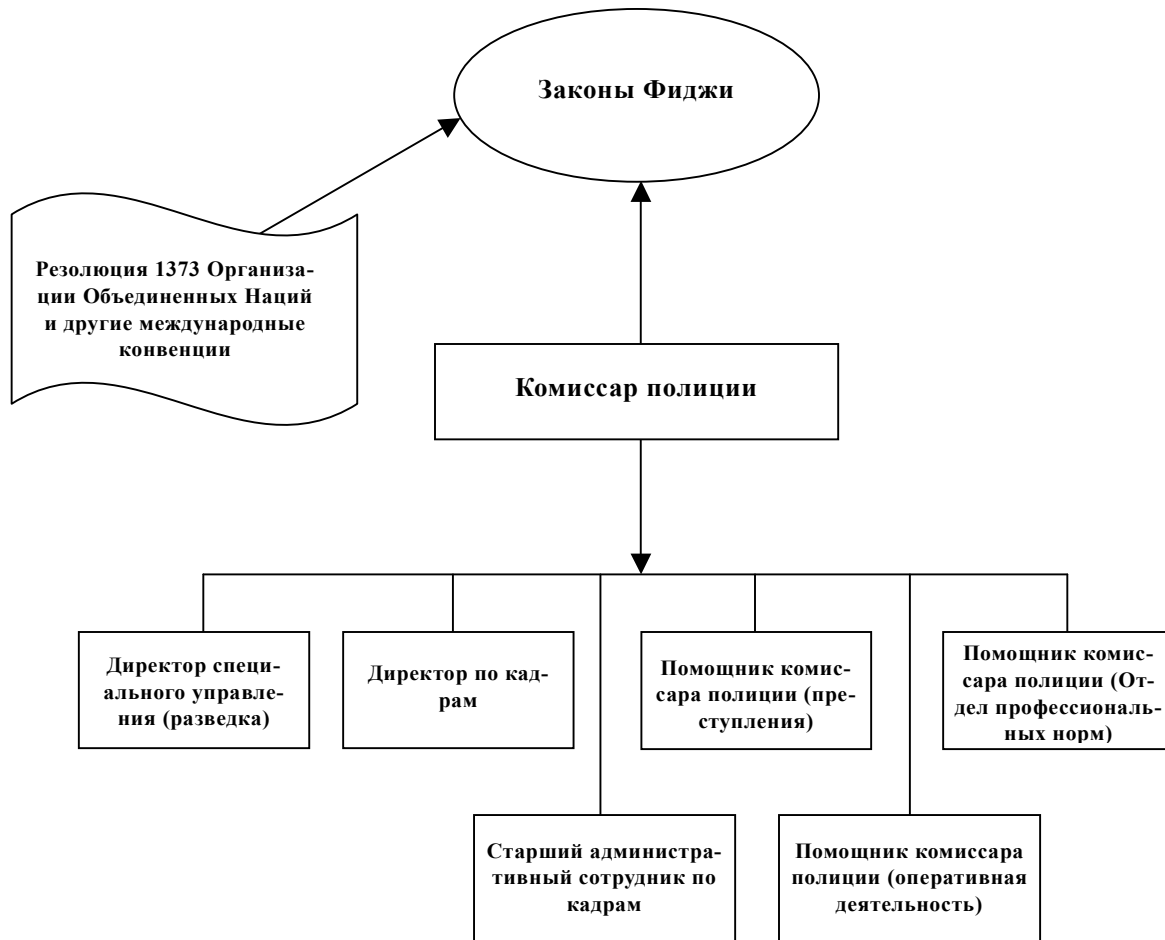 Законы Фиджи
Резолюция 1373 Организа-
ции Объединенных Наций
и другие международные
конвенции
Комиссар полиции
Директор специ-
ального управле-
ния (разведка)
Директор по кад-
рам
Помощник комис-
сара полиции (пре-
ступления)
Помощник комис-
сара полиции (От-
дел профессиональ-
ных норм)
Старший администра-
тивный сотрудник по
кадрам
Помощник комиссара
полиции (оперативная
деятельность)